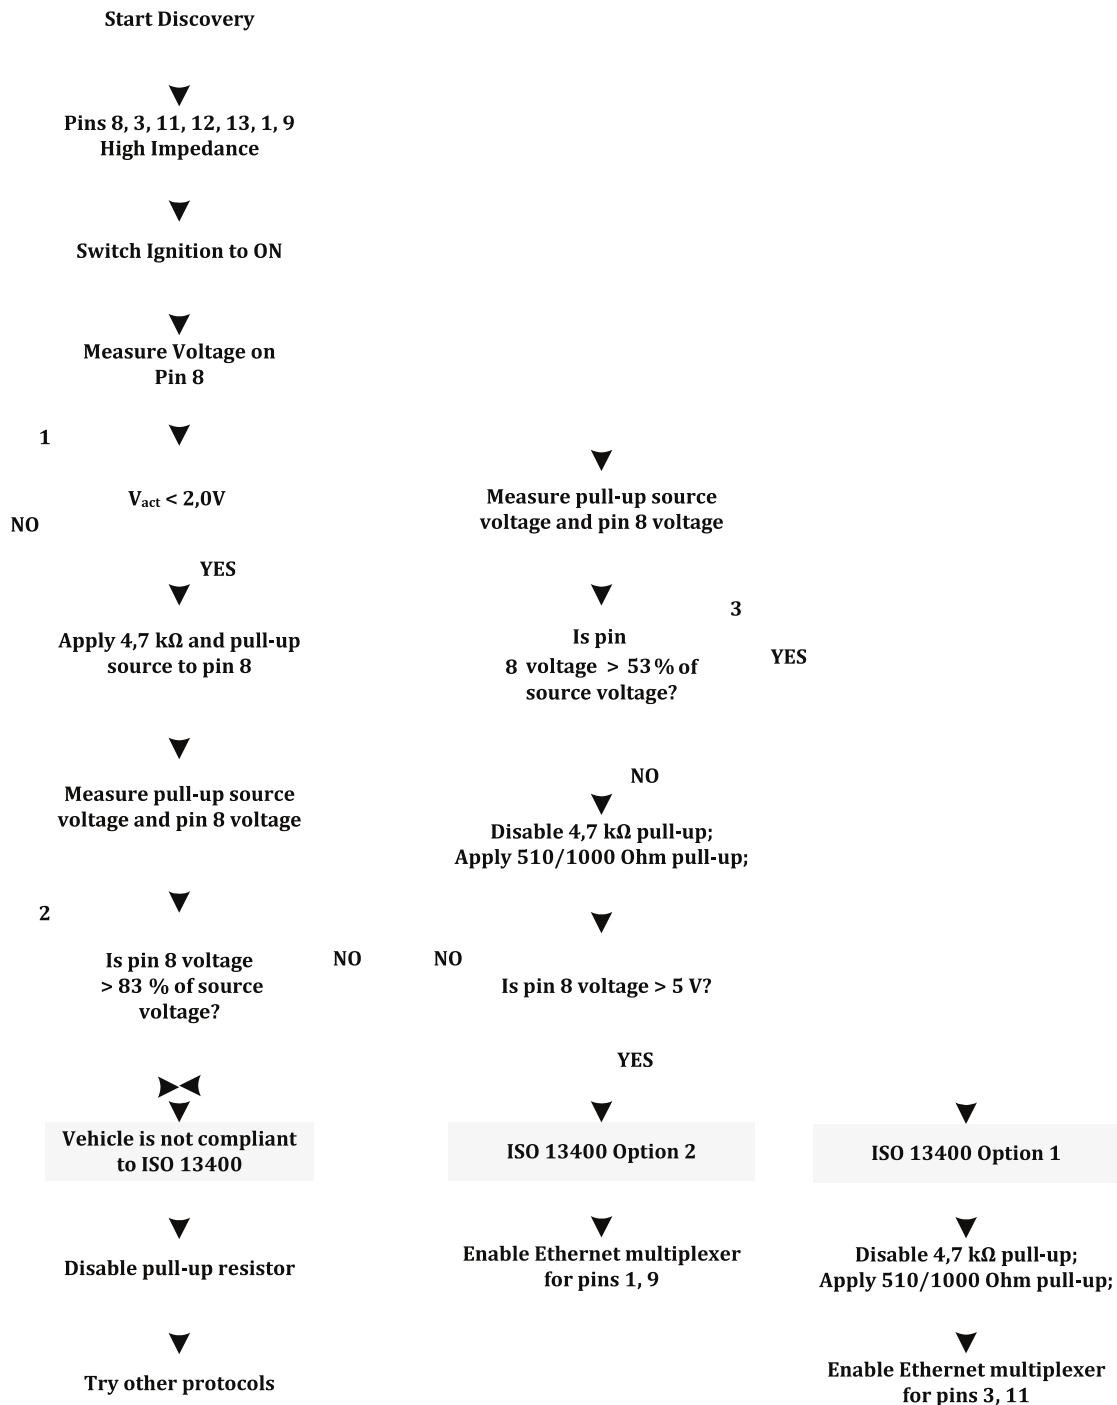 Start Discovery
Pins 8, 3, 11, 12, 13, 1, 9
High Impedance
Switch Ignition to ON
Measure Voltage on
Pin 8
1
Vact < 2,0V
NO
YES
Apply 4,7 kΩ and pull-up
source to pin 8
Measure pull-up source
voltage and pin 8 voltage
2
Is pin 8 voltage
> 83 % of source
voltage?
NO
Vehicle is not compliant
to ISO 13400
Disable pull-up resistor
Try other protocols
Measure pull-up source
voltage and pin 8 voltage
3
Is pin
8 voltage > 53% of
source voltage?
YES
NO
Disable 4,7 kΩ pull-up;
Apply 510/1000 Ohm pull-up;
NO
Is pin 8 voltage > 5 V?
YES
ISO 13400 Option 2
Enable Ethernet multiplexer
for pins 1, 9
ISO 13400 Option 1
Disable 4,7 kΩ pull-up;
Apply 510/1000 Ohm pull-up;
Enable Ethernet multiplexer
for pins 3, 11